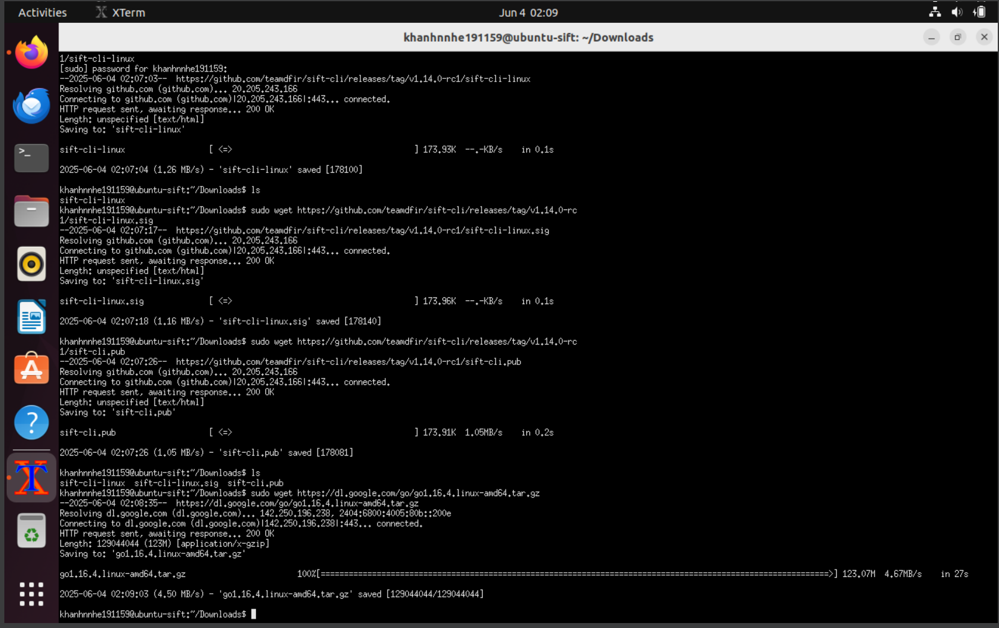 Activities
XTerm
Jun 4 02:09
khanhnnhe191159@ubuntu-sift: ~/Downloads
1/sift-cli-linux
[sudo] password for khanhnnhe191159:
--2025-06-04 02:07:03--  https://github.com/teamdfir/sift-cli/releases/tag/v1.14.0-rc1/sift-cli-linux
Resolving github.com (github.com)... 20.205.243.166
Connecting to github.com (github.com)|20.205.243.166|:443... connected.
HTTP request sent, awaiting response... 200 OK
Length: unspecified [text/html]
Saving to: 'sift-cli-linux'
sift-cli-linux                  [ <=>                                       ] 173.93K  --.-KB/s    in 0.1s
2025-06-04 02:07:04 (1.26 MB/s) - 'sift-cli-linux' saved [178100]
khanhnnhe191159@ubuntu-sift:~/Downloads$ ls
sift-cli-linux
khanhnnhe191159@ubuntu-sift:~/Downloads$ sudo wget https://github.com/teamdfir/sift-cli/releases/tag/v1.14.0-rc
1/sift-cli-linux.sig
--2025-06-04 02:07:17--  https://github.com/teamdfir/sift-cli/releases/tag/v1.14.0-rc1/sift-cli-linux.sig
Resolving github.com (github.com)... 20.205.243.166
Connecting to github.com (github.com)|20.205.243.166|:443... connected.
HTTP request sent, awaiting response... 200 OK
Length: unspecified [text/html]
Saving to: 'sift-cli-linux.sig'
sift-cli-linux.sig              [ <=>                                       ] 173.96K  --.-KB/s    in 0.1s
2025-06-04 02:07:18 (1.16 MB/s) - 'sift-cli-linux.sig' saved [178140]
khanhnnhe191159@ubuntu-sift:~/Downloads$ sudo wget https://github.com/teamdfir/sift-cli/releases/tag/v1.14.0-rc
1/sift-cli.pub
--2025-06-04 02:07:26--  https://github.com/teamdfir/sift-cli/releases/tag/v1.14.0-rc1/sift-cli.pub
Resolving github.com (github.com)... 20.205.243.166
Connecting to github.com (github.com)|20.205.243.166|:443... connected.
HTTP request sent, awaiting response... 200 OK
Length: unspecified [text/html]
Saving to: 'sift-cli.pub'
sift-cli.pub                    [ <=>                                       ] 173.91K  1.05MB/s    in 0.2s
2025-06-04 02:07:26 (1.05 MB/s) - 'sift-cli.pub' saved [178081]
khanhnnhe191159@ubuntu-sift:~/Downloads$ ls
sift-cli-linux  sift-cli-linux.sig  sift-cli.pub
khanhnnhe191159@ubuntu-sift:~/Downloads$ sudo wget https://dl.google.com/go/go1.16.4.linux-amd64.tar.gz
--2025-06-04 02:08:35--  https://dl.google.com/go/go1.16.4.linux-amd64.tar.gz
Resolving dl.google.com (dl.google.com)... 142.250.196.238, 2404:6800:4005:80b::200e
Connecting to dl.google.com (dl.google.com)|142.250.196.238|:443... connected.
HTTP request sent, awaiting response... 200 OK
Length: 129044044 (123M) [application/x-gzip]
Saving to: 'go1.16.4.linux-amd64.tar.gz'
go1.16.4.linux-amd64.tar.gz                        100%[=============================================================================================================>] 123.07M  4.67MB/s    in 27s
2025-06-04 02:09:03 (4.50 MB/s) - 'go1.16.4.linux-amd64.tar.gz' saved [129044044/129044044]
khanhnnhe191159@ubuntu-sift:~/Downloads$